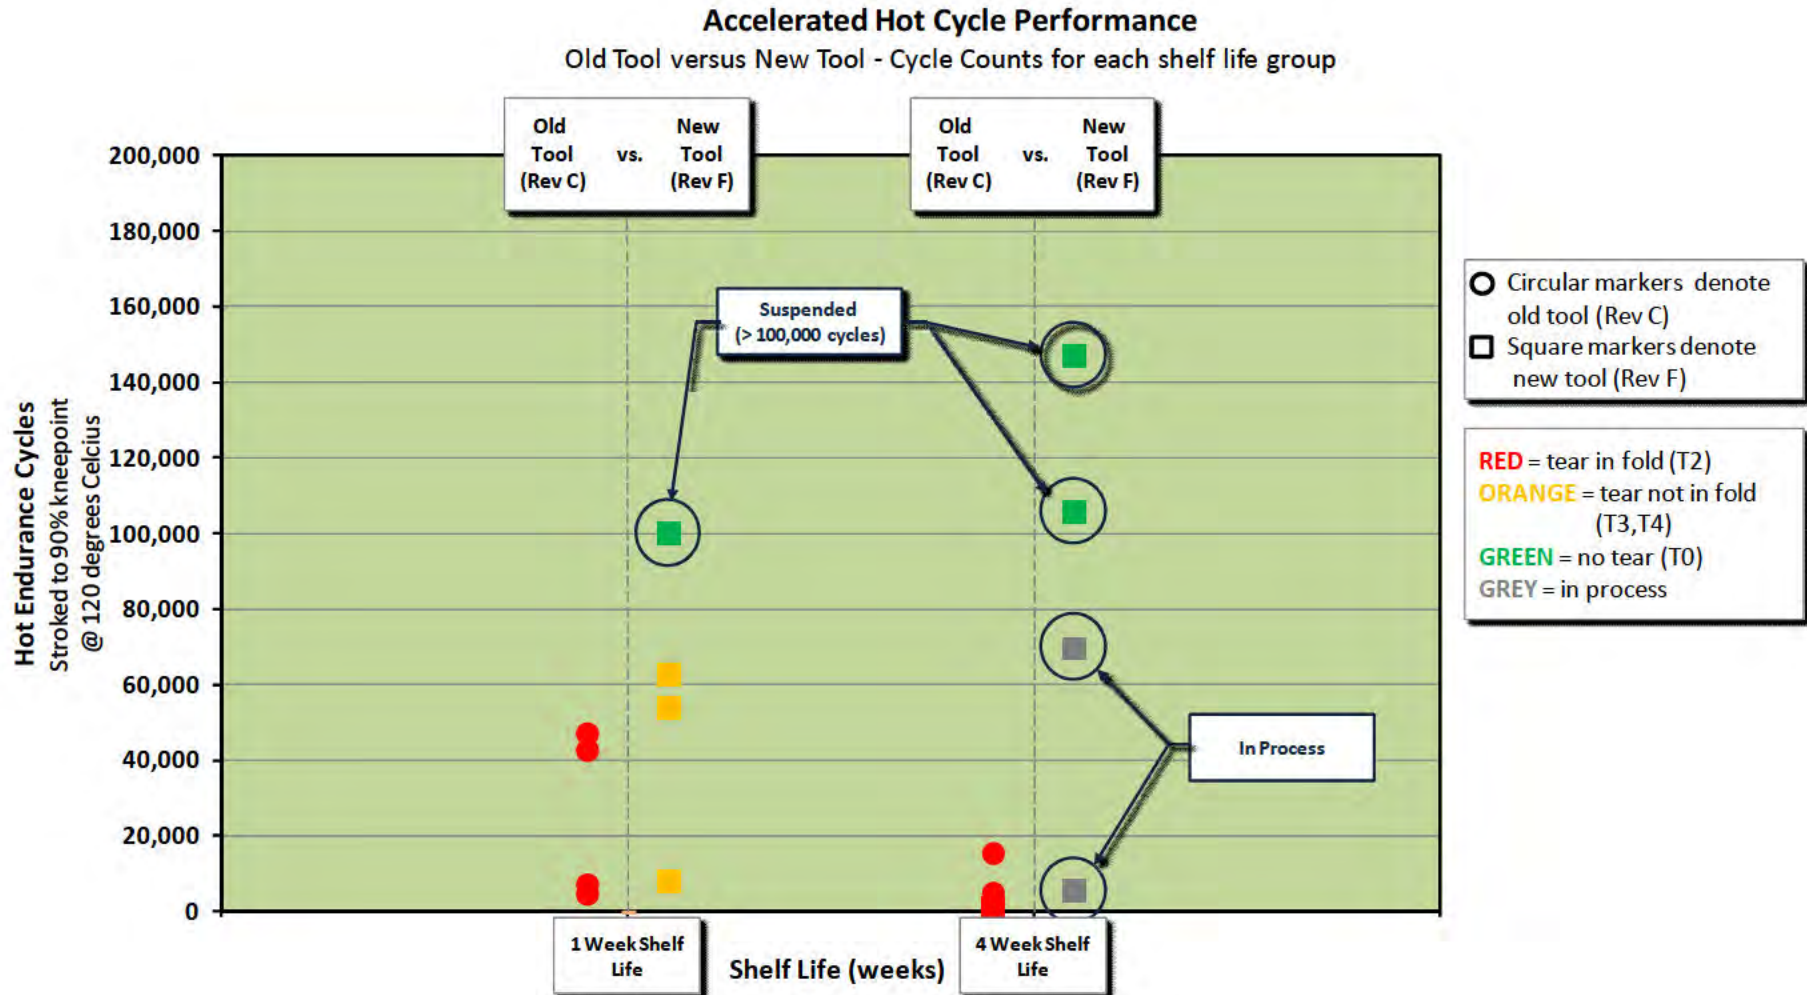 Accelerated Hot Cycle Performance
Old Tool versus New Tool - Cycle Counts for each shelf life group
Old
Tool
(Rev C)
vs.
New
Tool
(Rev F)
Old
Tool
(Rev C)
vs.
New
Tool
(Rev F)
200,000
180,000
160,000
140,000
120,000
100,000
80,000
60,000
40,000
20,000
0
Hot Endurance Cycles
Stroked to 90% kneepoint
@ 120 degrees Celcius
Suspended
(> 100,000 cycles)
In Process
Circular markers denote
old tool (Rev C)
Square markers denote
new tool (Rev F)
RED = tear in fold (T2)
ORANGE = tear not in fold
(T3,T4)
GREEN = no tear (T0)
GREY = in process
1 Week Shelf
Life
Shelf Life (weeks)
4 Week Shelf
Life